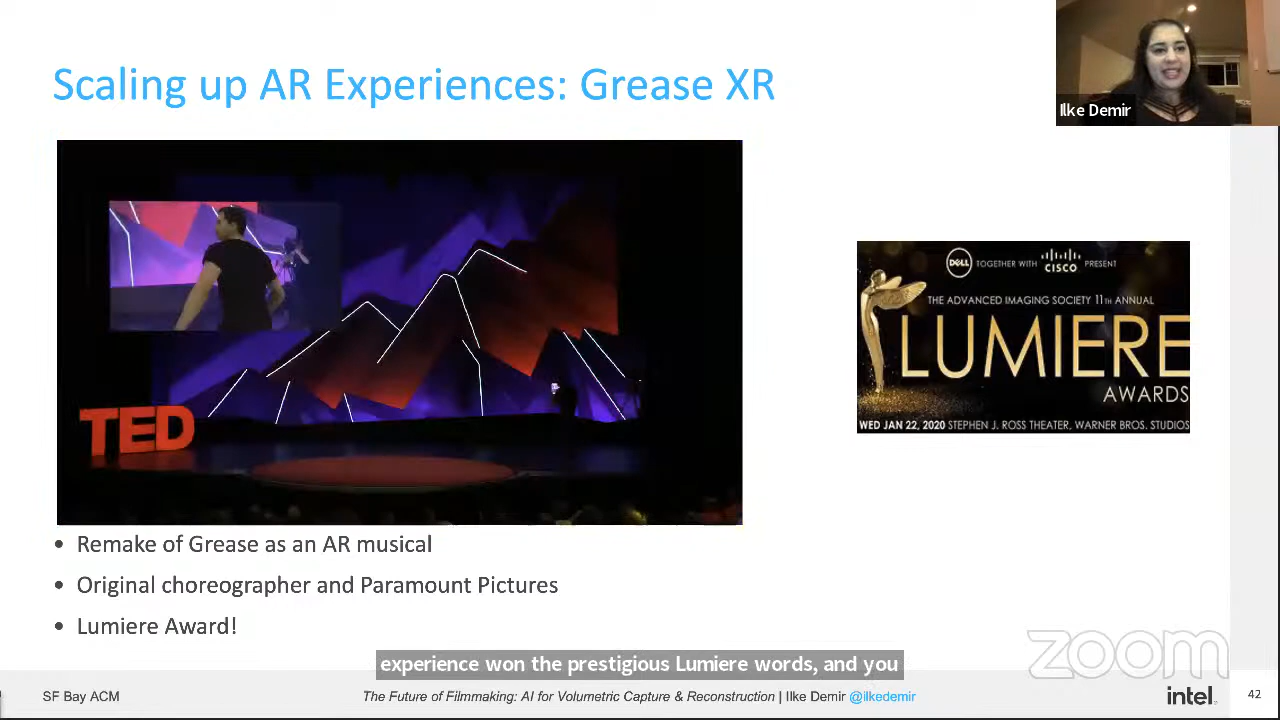 Scaling up AR Experiences: Grease XR
Ilke Demir
TED
DELL TOGETHER WITH CISCO PRESENT
THE ADVANCED IMAGING SOCIETY 11TH ANNUAL
LUMIERE
AWARDS
WED JAN 22, 2020 STEPHEN J. ROSS THEATER, WARNER BROS. STUDIOS
• Remake of Grease as an AR musical
• Original choreographer and Paramount Pictures
• Lumiere Award!
zoom
experience won the prestigious Lumiere words, and you
SF Bay ACM
The Future of Filmmaking: AI for Volumetric Capture & Reconstruction | Ilke Demir @ilkedemir
intel.
42